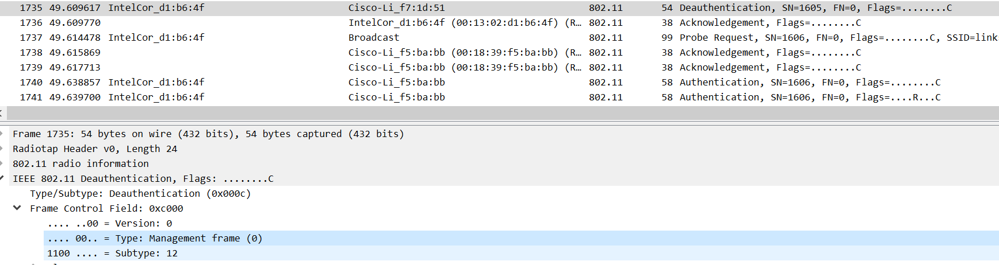 1735 49.609617 IntelCor_d1:b6:4f Cisco-Li_f7:1d:51 802.11 54 Deauthentication, SN=1605, FN=0, Flags=........C
1736 49.609770 IntelCor_d1:b6:4f (00:13:02:d1:b6:4f) (R… 802.11 38 Acknowledgement, Flags=........C
1737 49.614478 IntelCor_d1:b6:4f Broadcast 802.11 99 Probe Request, SN=1606, FN=0, Flags=........C, SSID=link
1738 49.615869 Cisco-Li_f5:ba:bb (00:18:39:f5:ba:bb) (R… 802.11 38 Acknowledgement, Flags=........C
1739 49.617713 Cisco-Li_f5:ba:bb (00:18:39:f5:ba:bb) (R… 802.11 38 Acknowledgement, Flags=........C
1740 49.638857 IntelCor_d1:b6:4f Cisco-Li_f5:ba:bb 802.11 58 Authentication, SN=1606, FN=0, Flags=........C
1741 49.639700 IntelCor_d1:b6:4f Cisco-Li_f5:ba:bb 802.11 58 Authentication, SN=1606, FN=0, Flags=....R...C
Frame 1735: 54 bytes on wire (432 bits), 54 bytes captured (432 bits)
Radiotap Header v0, Length 24
802.11 radio information
IEEE 802.11 Deauthentication, Flags: ........C
Type/Subtype: Deauthentication (0x000c)
Frame Control Field: 0xc000
.... ..00 = Version: 0
.... 00.. = Type: Management frame (0)
1100 .... = Subtype: 12